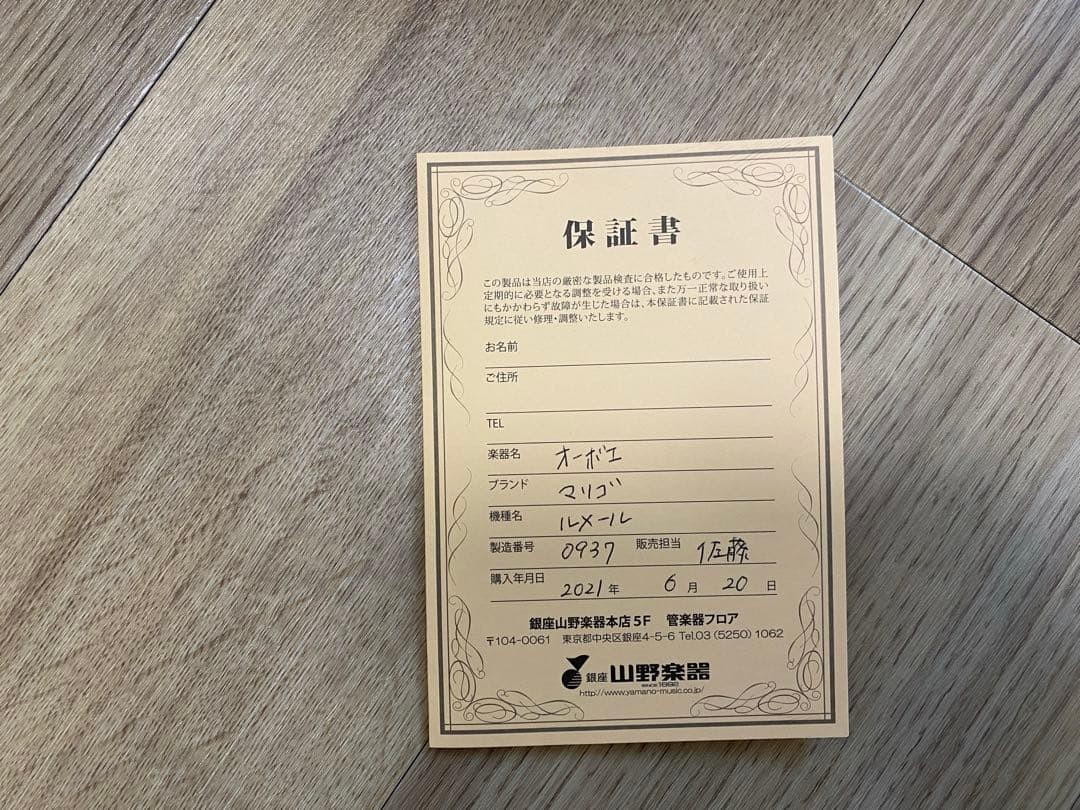 保証書
この製品は当店の厳密な製品検査に合格したものです。ご使用上
定期的に必要となる調整を受ける場合、また万一正常な取り扱い
にもかかわらず故障が生じた場合は、本保証書に記載された保証
規定に従い修理・調整いたします。
お名前
ご住所
TEL
楽器名 オーボエ
ブランド マリゴ
機種名 ルメール
製造番号 0937 販売担当 佐藤
購入年月日 2021年 6月 20日
銀座山野楽器本店5F 管楽器フロア
〒104-0061 東京都中央区銀座4-5-6 Tel.03(5250)1062
銀座 山野楽器
SINCE 1892
http://www.yamano-music.co.jp/